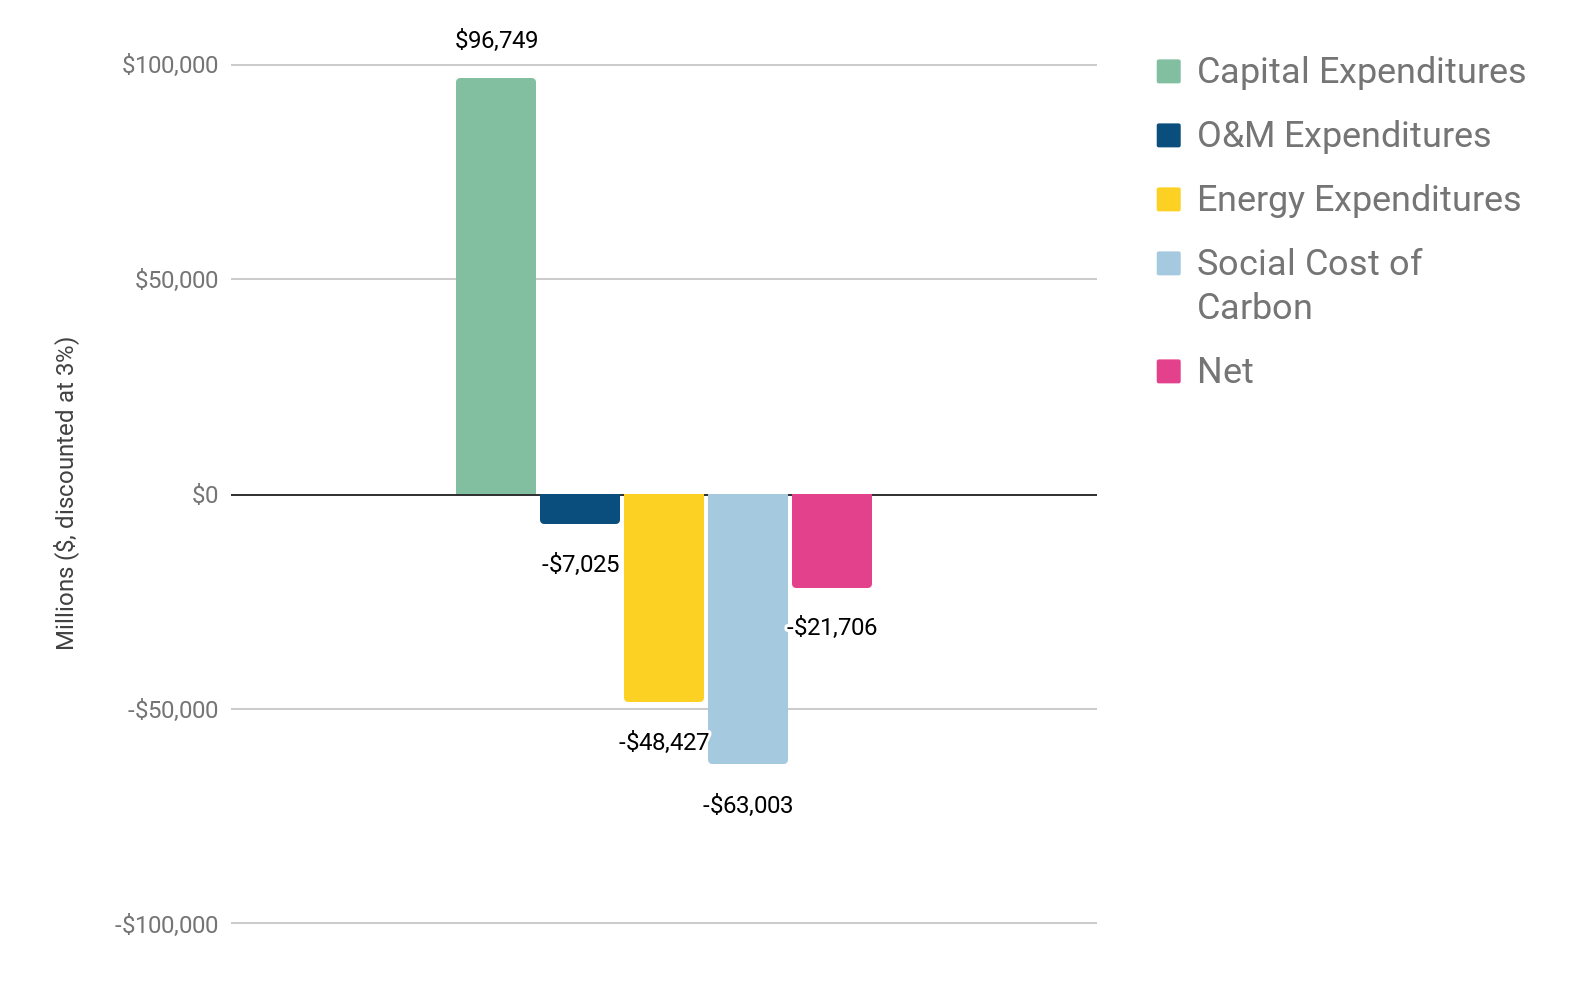 $96,749
$100,000
$50,000
$0
-$50,000
-$100,000
Millions ($, discounted at 3%)
-$7,025
-$48,427
-$63,003
-$21,706
Capital Expenditures
O&M Expenditures
Energy Expenditures
Social Cost of
Carbon
Net